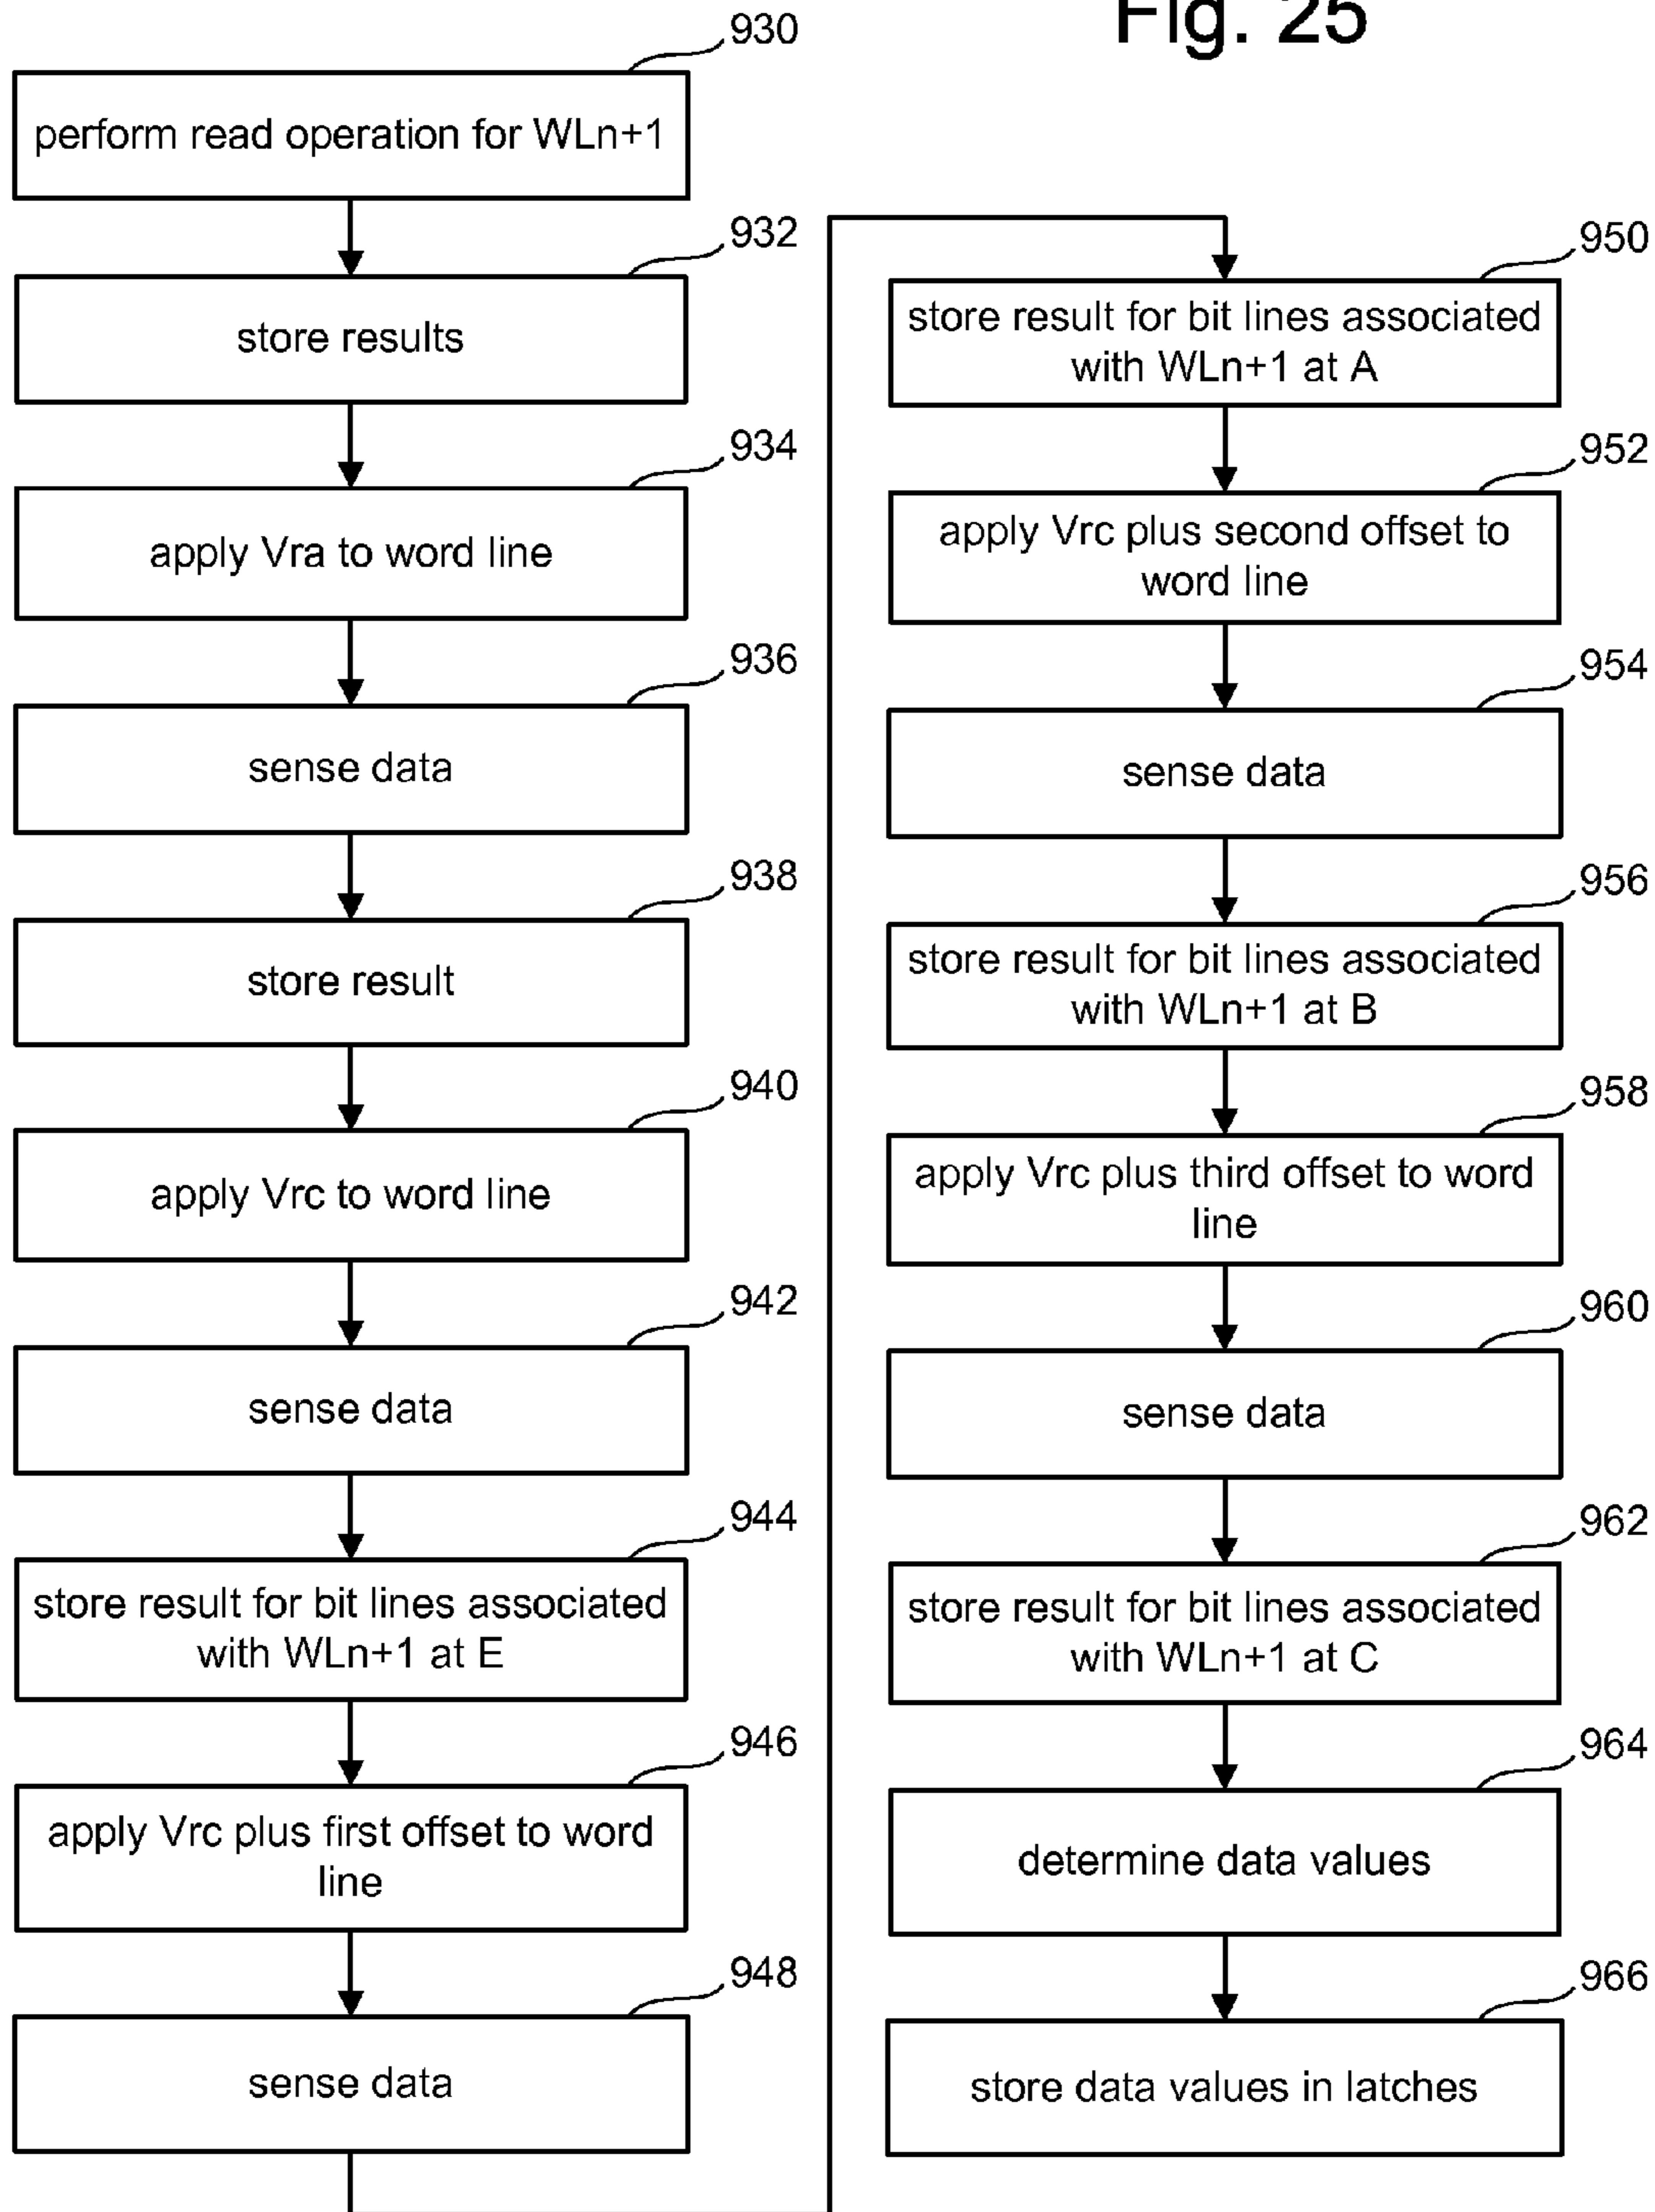 Fig. 25
930
perform read operation for WLn+1
932
store results
934
apply Vra to word line
936
sense data
938
store result
940
apply Vrc to word line
942
sense data
944
store result for bit lines associated
with WLn+1 at E
946
apply Vrc plus first offset to word
line
948
sense data
950
store result for bit lines associated
with WLn+1 at A
952
apply Vrc plus second offset to
word line
954
sense data
956
store result for bit lines associated
with WLn+1 at B
958
apply Vrc plus third offset to word
line
960
sense data
962
store result for bit lines associated
with WLn+1 at C
964
determine data values
966
store data values in latches